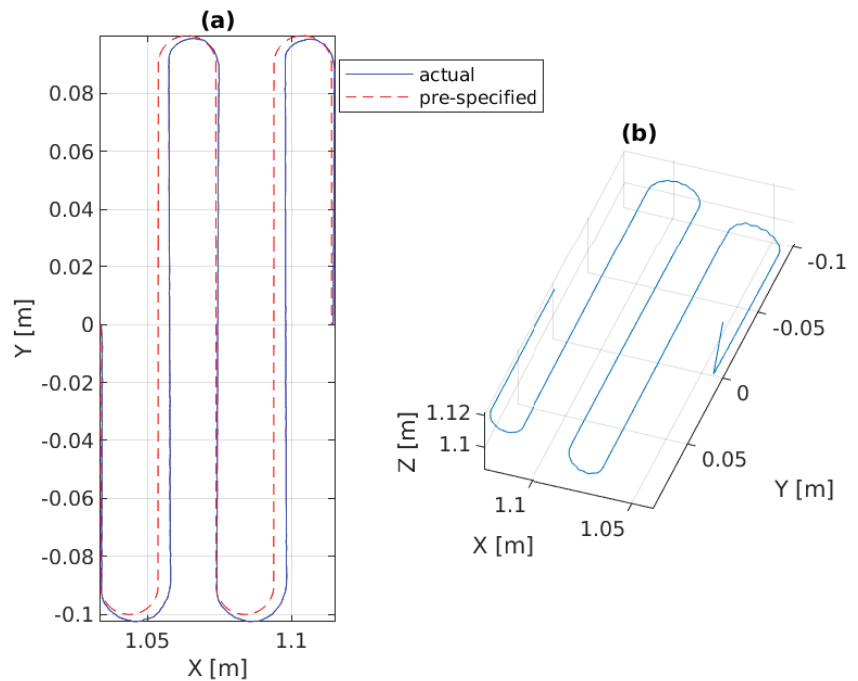 (a)
0.08
0.06
0.04
0.02
0
-0.02
-0.04
-0.06
-0.08
-0.1
Y [m]
1.05
1.1
X [m]
actual
pre-specified
(b)
-0.1
-0.05
0
0.05
Y [m]
1.12
1.1
Z [m]
1.1
1.05
X [m]